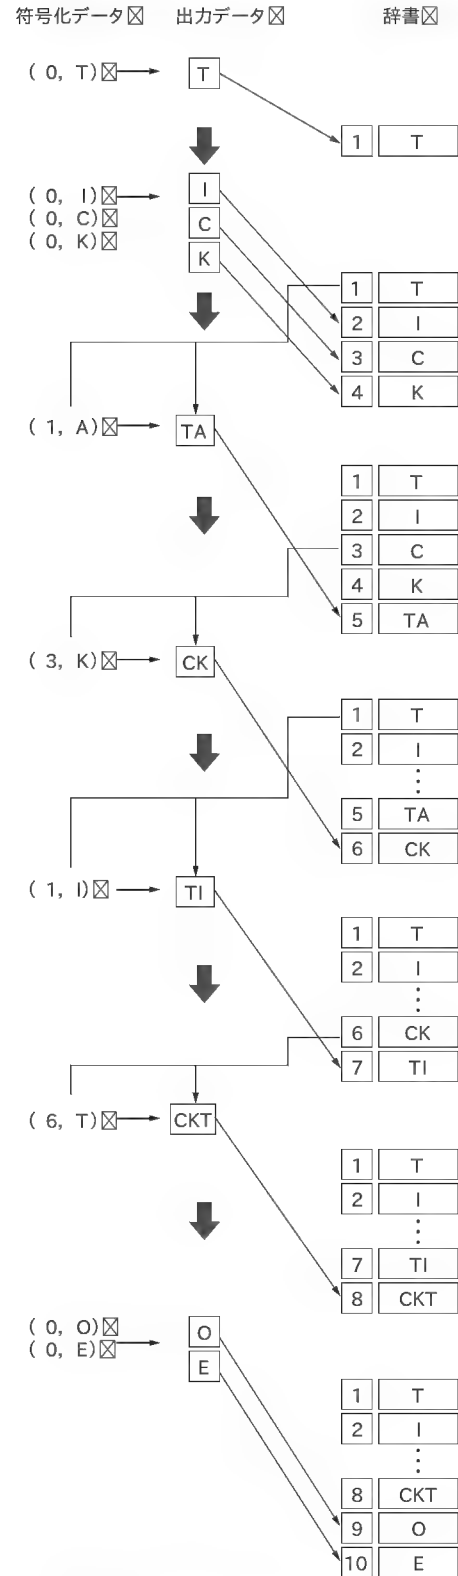 符号化データ☒ 出力データ☒ 辞書☒
( 0, T)☒ T
1 T
( 0, I)☒ I
( 0, C)☒ C
( 0, K)☒ K
1 T
2 I
3 C
4 K
( 1, A)☒ TA
1 T
2 I
3 C
4 K
5 TA
( 3, K)☒ CK
1 T
2 I
⋮
5 TA
6 CK
( 1, I)☒ TI
1 T
2 I
⋮
6 CK
7 TI
( 6, T)☒ CKT
1 T
2 I
⋮
7 TI
8 CKT
( 0, O)☒ O
( 0, E)☒ E
1 T
2 I
⋮
8 CKT
9 O
10 E